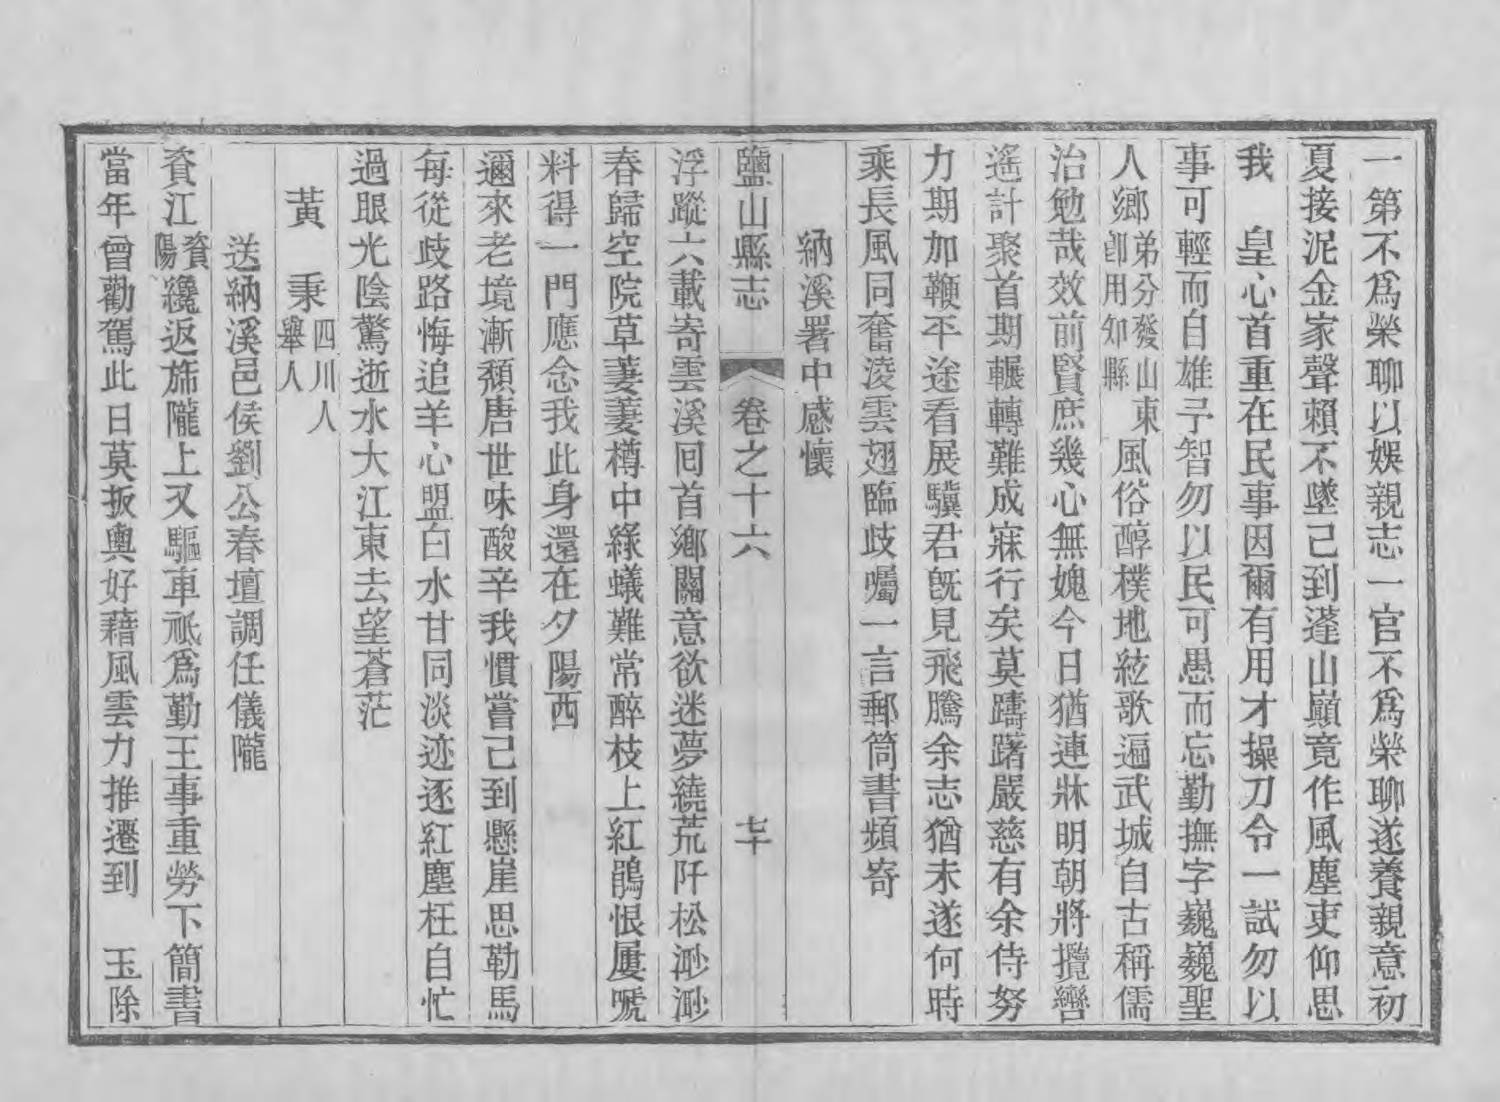 一第不爲榮聊以娛親志一官不爲榮聊遂養親意初
夏接泥金家聲賴不墜已到蓬山巔竟作風塵吏仰思
我　皇心首重在民事因爾有用才操刀令一試勿以
事可輕而自雄予智勿以民可愚而忘勤撫字巍巍聖
人鄉弟分發山東卽用知縣風俗醇樸地絃歌遍武城自古稱儒
治勉哉效前賢庶幾心無媿今日猶連牀明朝將攬轡
遙計聚首期輾轉難成寐行矣莫躊躇嚴慈有余侍努
力期加鞭平途看展驥君旣見飛騰余志猶未遂何時
乘長風同奮淩雲翅臨歧囑一言郵筒書頻寄
納溪署中感懷
鹽山縣志　卷之十六　七十
浮蹤六載寄雲溪囘首鄉關意欲迷夢繞荒阡松渺渺
春歸空院草萋萋樽中綠蟻難常醉枝上紅鵑恨屢嗁
料得一門應念我此身還在夕陽西
邇來老境漸頹唐世味酸辛我慣嘗已到懸崖思勒馬
每從歧路悔追羊心盟白水甘同淡迹逐紅塵枉自忙
過眼光陰驚逝水大江東去望蒼茫
黃　秉四川人舉人
送納溪邑侯劉公春壇調任儀隴
資江資陽纔返旆隴上又驅車祗爲勤王事重勞下簡書
當年曾勸駕此日莫扳輿好藉風雲力推遷到　玉除